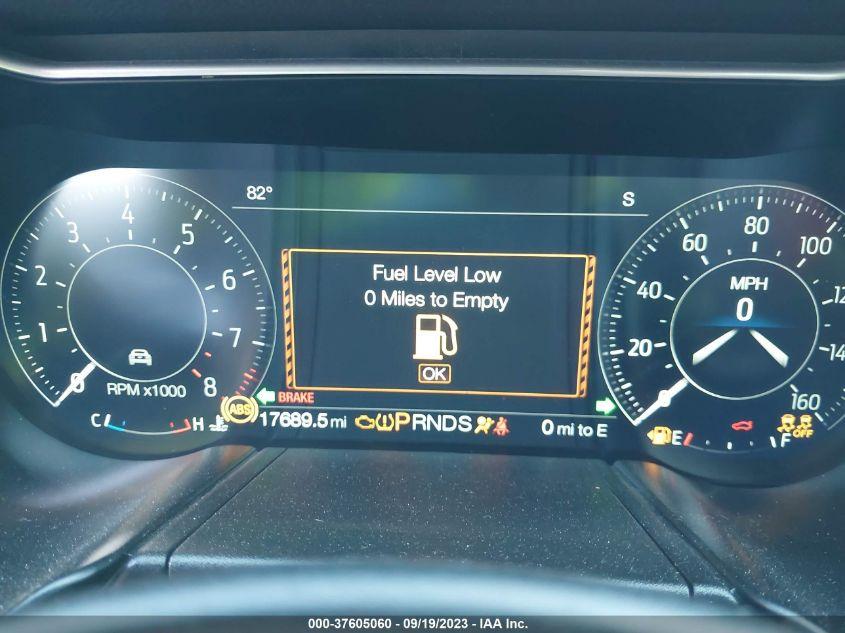 82°
S
0 1 2 3 4 5 6 7 8
RPM x1000
C H
Fuel Level Low
0 Miles to Empty
OK
ABS
BRAKE
17689.5 mi
PRNDS
0 mi to E
0 20 40 60 80 100 160
MPH
0
E F
OFF
000-37605060 - 09/19/2023 - IAA Inc.